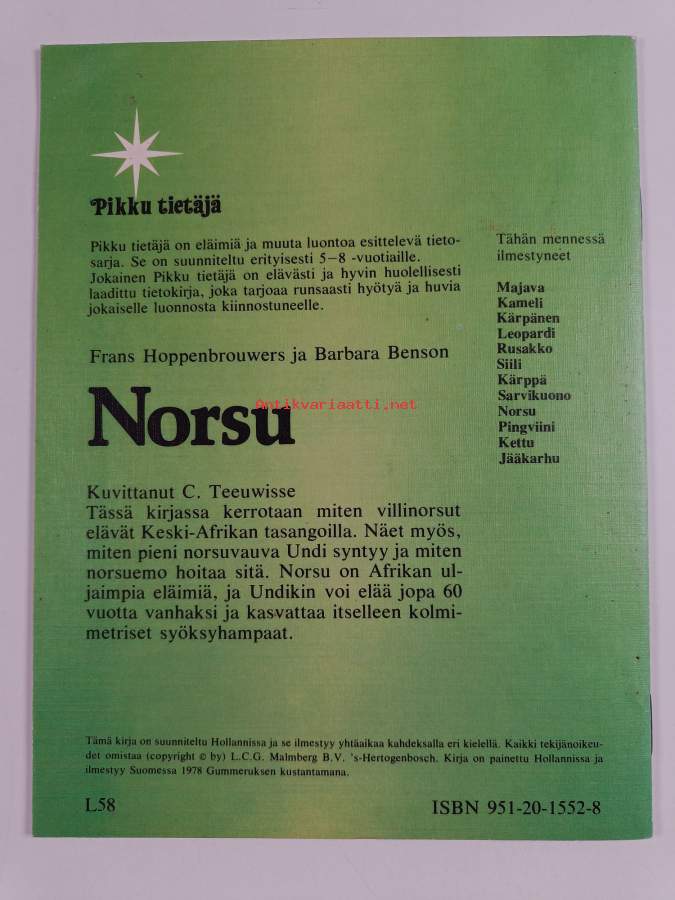 Pikku tietäjä
Pikku tietäjä on eläimiä ja muuta luontoa esittelevä tieto-
sarja. Se on suunniteltu erityisesti 5–8 -vuotiaille.
Jokainen Pikku tietäjä on elävästi ja hyvin huolellisesti
laadittu tietokirja, joka tarjoaa runsaasti hyötyä ja huvia
jokaiselle luonnosta kiinnostuneelle.
Frans Hoppenbrouwers ja Barbara Benson
Norsu
Antikvariaatti.net
Kuvittanut C. Teeuwisse
Tässä kirjassa kerrotaan miten villinorsut
elävät Keski-Afrikan tasangoilla. Näet myös,
miten pieni norsuvauva Undi syntyy ja miten
norsuemo hoitaa sitä. Norsu on Afrikan ul-
jaimpia eläimiä, ja Undikin voi elää jopa 60
vuotta vanhaksi ja kasvattaa itselleen kolmi-
metriset syöksyhampaat.
Tähän mennessä
ilmestyneet
Majava
Kameli
Kärpänen
Leopardi
Rusakko
Siili
Kärppä
Sarvikuono
Norsu
Pingviini
Kettu
Jääkarhu
Tämä kirja on suunniteltu Hollannissa ja se ilmestyy yhtäaikaa kahdeksalla eri kielellä. Kaikki tekijänoikeu-
det omistaa (copyright © by) L.C.G. Malmberg B.V. 's-Hertogenbosch. Kirja on painettu Hollannissa ja
ilmestyy Suomessa 1978 Gummeruksen kustantamana.
L58
ISBN 951-20-1552-8